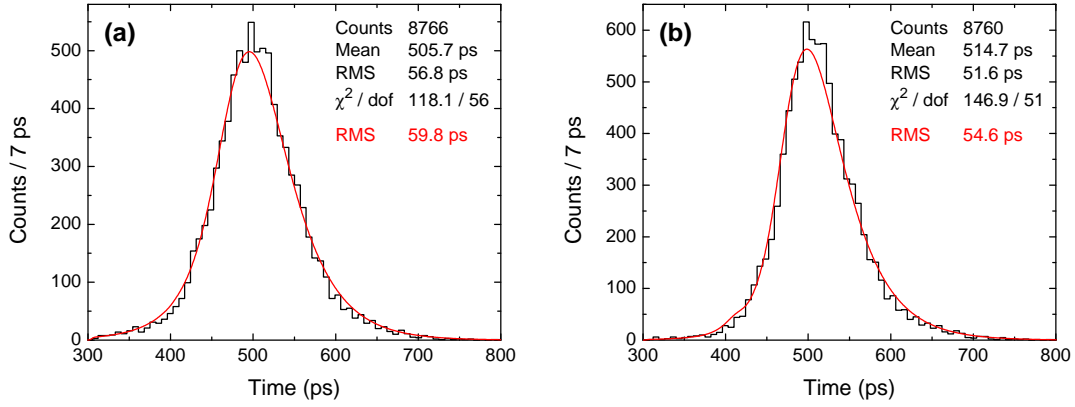 (a)
Counts 8766
Mean 505.7 ps
RMS 56.8 ps
χ² / dof 118.1 / 56
RMS 59.8 ps
Counts / 7 ps
500
400
300
200
100
0
300 400 500 600 700 800
Time (ps)
(b)
Counts 8760
Mean 514.7 ps
RMS 51.6 ps
χ² / dof 146.9 / 51
RMS 54.6 ps
Counts / 7 ps
600
500
400
300
200
100
0
300 400 500 600 700 800
Time (ps)